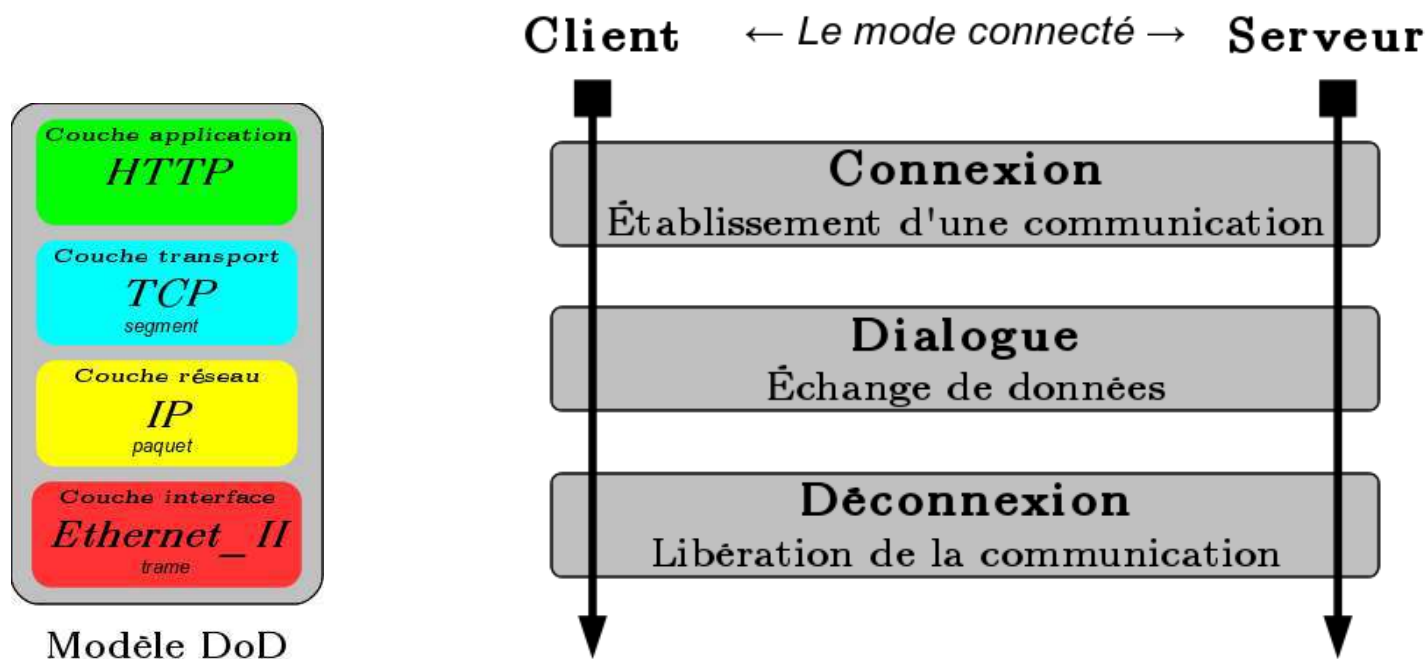 Client ← Le mode connecté → Serveur
Couche application
HTTP
Couche transport
TCP
segment
Couche réseau
IP
paquet
Couche interface
Ethernet_II
trame
Modèle DoD
Connexion
Établissement d'une communication
Dialogue
Échange de données
Déconnexion
Libération de la communication